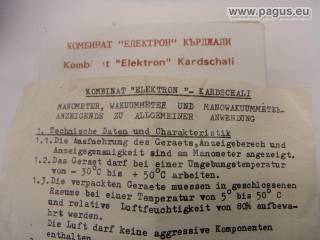 www.pagus.eu
КОМБИНАТ "ЕЛЕКТРОН" КЪРДЖАЛИ
Kombinat "Elektron" Kardschali
KOMBINAT "ELEKTRON" - KARDSCHALI
MANOMETER, WAKUUMMETER UND MANOWAKUUMMETER-
ANZEIGENDE ZU ALLGEMEINER ANWENDUNG
1. Technische Daten und Charakteristik
1.1. Die Ausfuehrung des Geraets, Anzeigebereich und
Anzeigegenauigkeit sind am Manometer angezeigt.
1.2. Das Geraet darf bei einer Umgebungstemperatur
von - 30°C bis + 50°C arbeiten.
1.3. Die verpackten Geraete muessen in geschlossenen
Raeume bei einer Temperatur von 5° bis 50°C
und relative Luftfeuchtigkeit von 80% aufbewa-
hrt werden.
Die Luft darf keine aggressive Komponenten
enthalten.